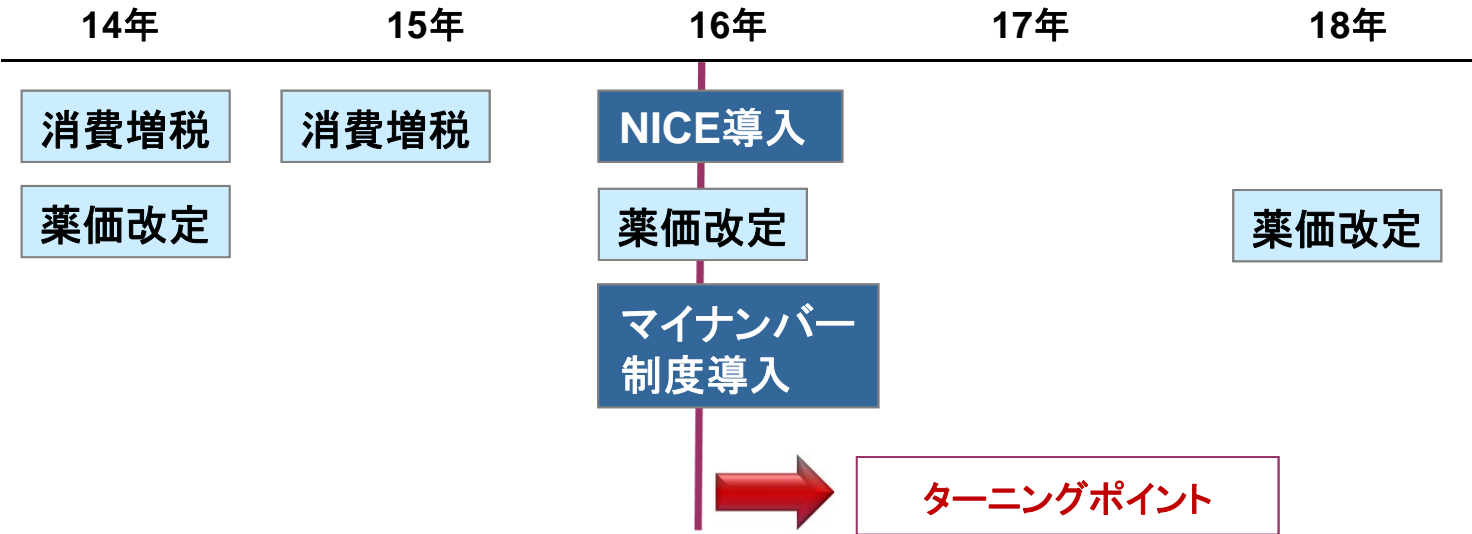 14年 15年 16年 17年 18年
消費増税 消費増税 NICE導入
薬価改定 薬価改定 薬価改定
マイナンバー
制度導入
ターニングポイント